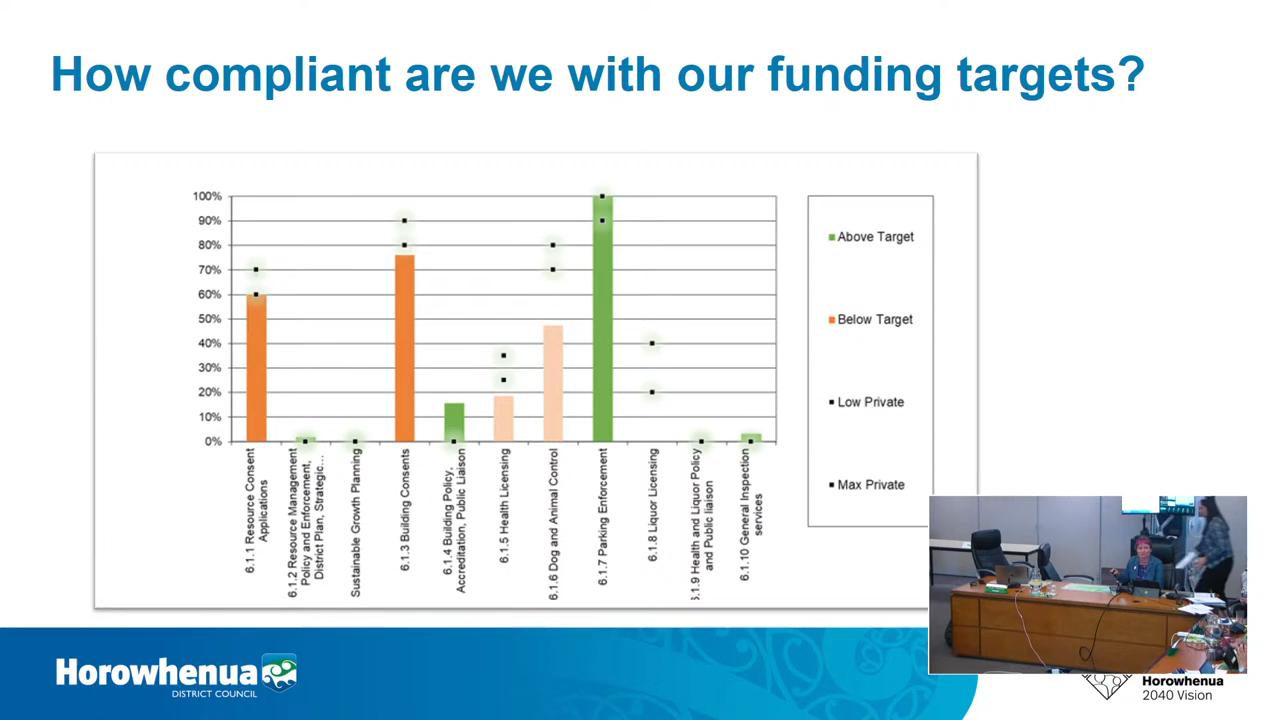 How compliant are we with our funding targets?
100%
90%
80%
70%
60%
50%
40%
30%
20%
10%
0%
6.1.1 Resource Consent
Applications
6.1.2 Resource Management
Policy and Enforcement,
District Plan, Strategic…
Sustainable Growth Planning
6.1.3 Building Consents
6.1.4 Building Policy,
Accreditation, Public Liaison
6.1.5 Health Licensing
6.1.6 Dog and Animal Control
6.1.7 Parking Enforcement
6.1.8 Liquor Licensing
6.1.9 Health and Liquor Policy
and Public liaison
6.1.10 General Inspection
services
Above Target
Below Target
Low Private
Max Private
Horowhenua
DISTRICT COUNCIL
Horowhenua
2040 Vision